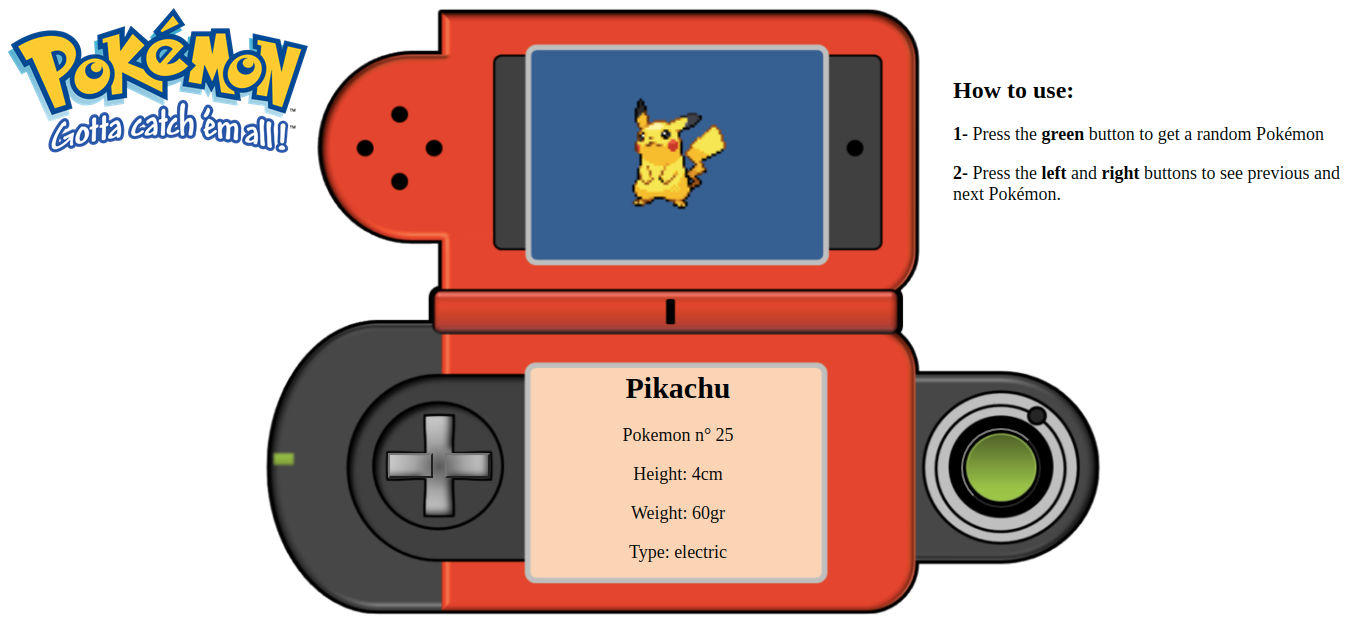 POKéMON
Gotta catch 'em all!
How to use:
1- Press the green button to get a random Pokémon
2- Press the left and right buttons to see previous and
next Pokémon.
Pikachu
Pokemon n° 25
Height: 4cm
Weight: 60gr
Type: electric